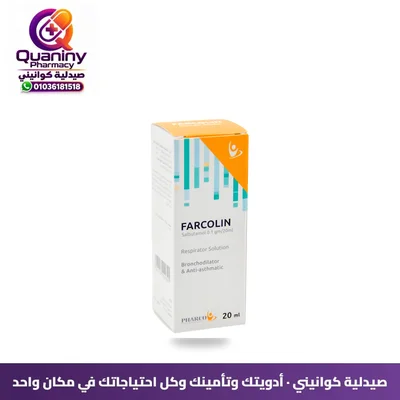 Quaniny
Pharmacy
صيدلية كوانيني
01036181518
FARCOLIN
Respirator Solution
Bronchodilator
& Anti-asthmatic
PHARCO
20 ml
صيدلية كوانيني - أدويتك وتأمينك وكل احتياجاتك في مكان واحد